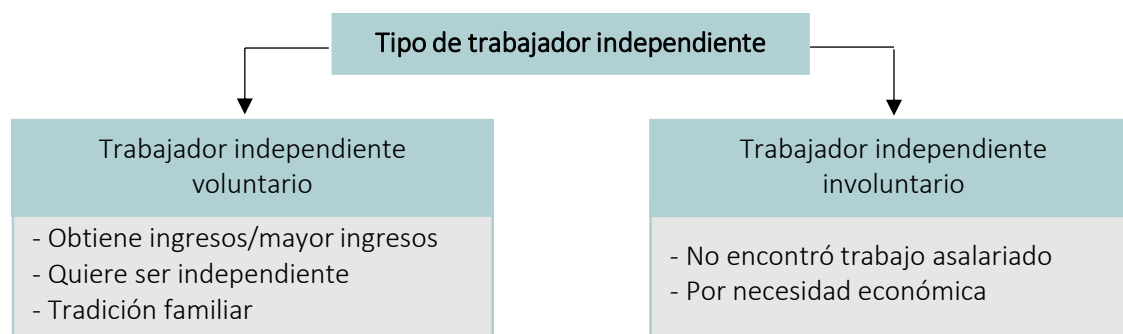 Tipo de trabajador independiente
Trabajador independiente
voluntario
- Obtiene ingresos/mayor ingresos
- Quiere ser independiente
- Tradición familiar
Trabajador independiente
involuntario
- No encontró trabajo asalariado
- Por necesidad económica